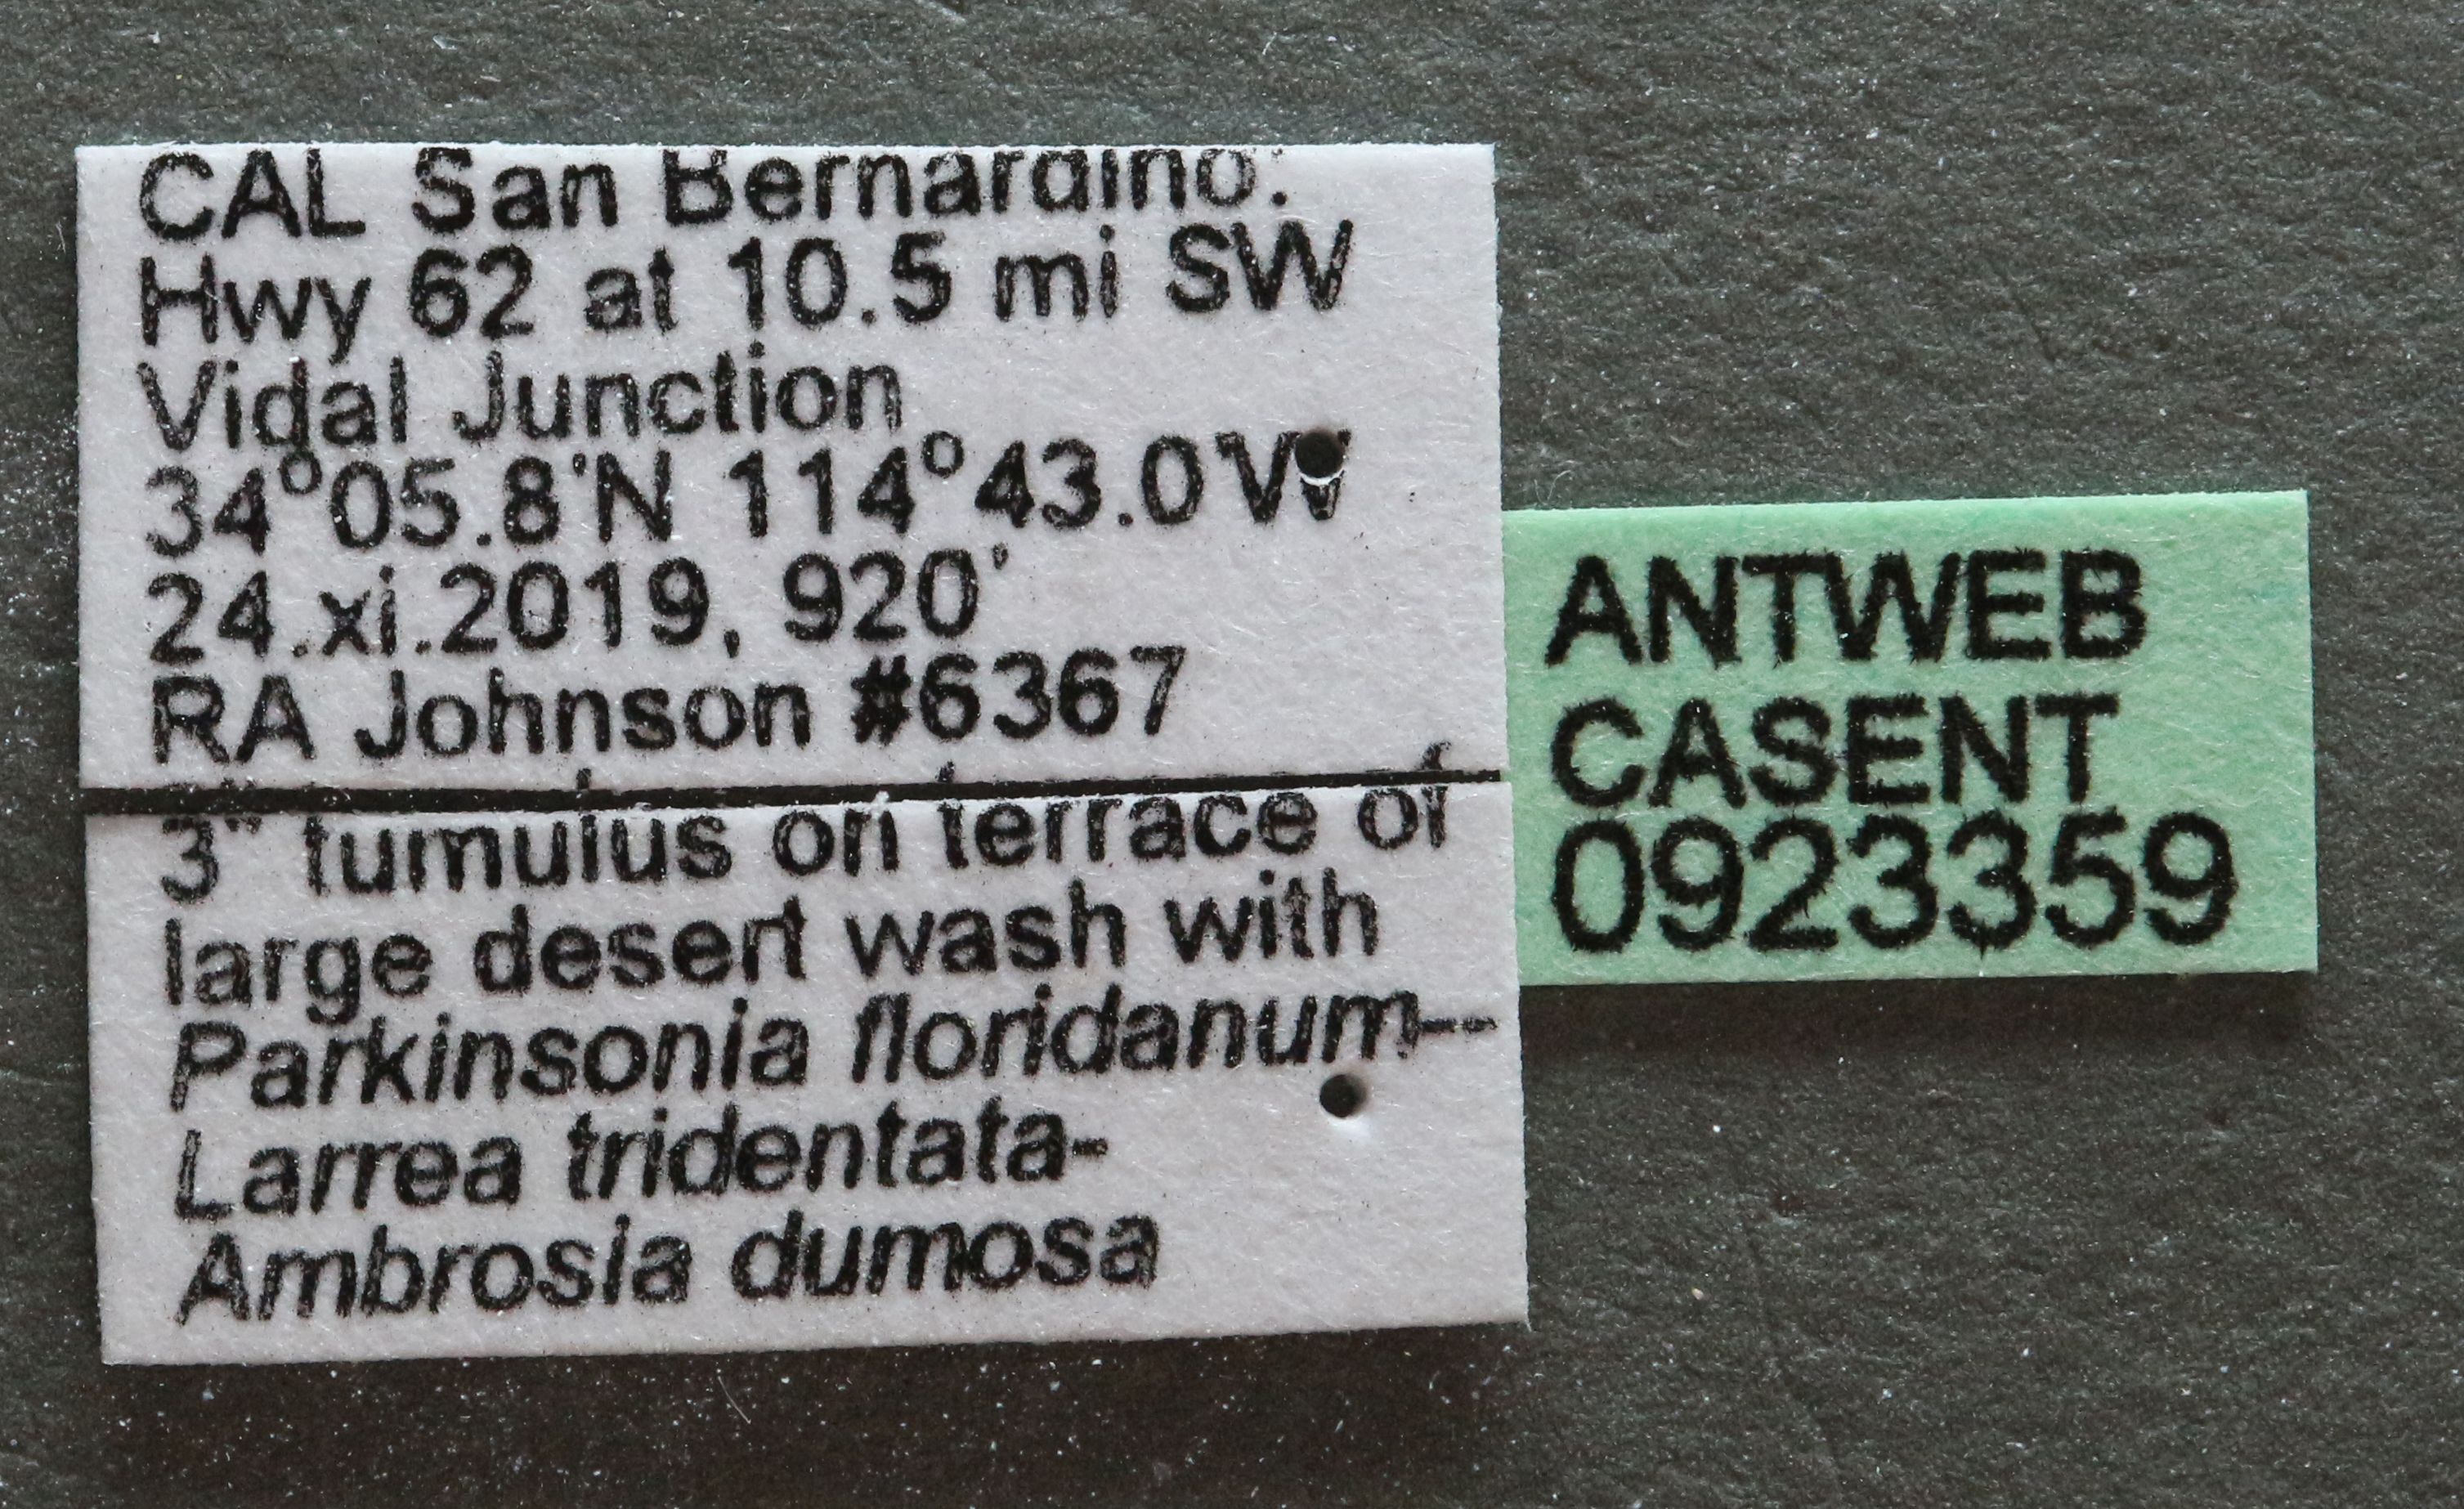 CAL San Bernardino:
Hwy 62 at 10.5 mi SW
Vidal Junction
34°05.8'N 114°43.0'W
24.xi.2019, 920'
RA Johnson #6367
3" tumulus on terrace of
large desert wash with
Parkinsonia floridanum--
Larrea tridentata-
Ambrosia dumosa
ANTWEB
CASENT
0923359